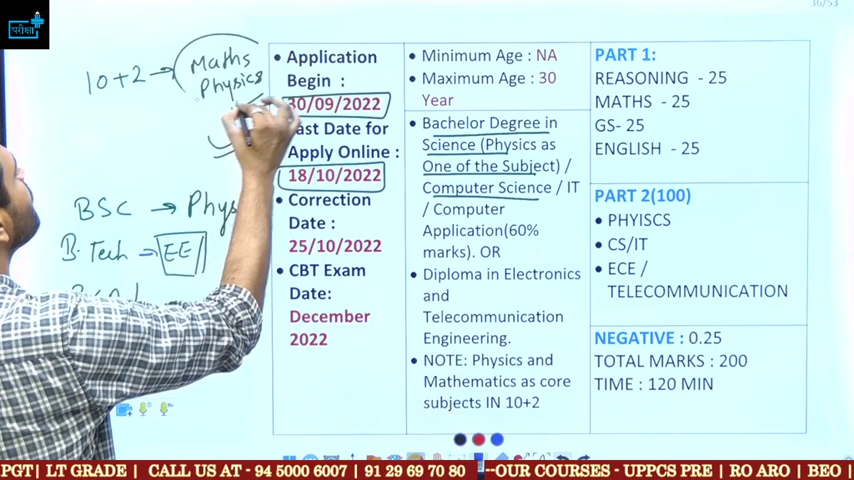 36/53
परीक्षा
10+2 → Maths
Physics
BSC → Phys
B.Tech → EE/
• Application
Begin :
30/09/2022
Last Date for
Apply Online :
18/10/2022
• Correction
Date :
25/10/2022
• CBT Exam
Date:
December
2022
• Minimum Age : NA
• Maximum Age : 30
Year
• Bachelor Degree in
Science (Physics as
One of the Subject) /
Computer Science / IT
/ Computer
Application(60%
marks). OR
• Diploma in Electronics
and
Telecommunication
Engineering.
• NOTE: Physics and
Mathematics as core
subjects IN 10+2
PART 1:
REASONING - 25
MATHS - 25
GS- 25
ENGLISH - 25
PART 2(100)
• PHYISCS
• CS/IT
• ECE /
TELECOMMUNICATION
NEGATIVE : 0.25
TOTAL MARKS : 200
TIME : 120 MIN
PGT| LT GRADE | CALL US AT - 94 5000 6007 | 91 29 69 70 80 --OUR COURSES - UPPCS PRE | RO ARO | BEO |